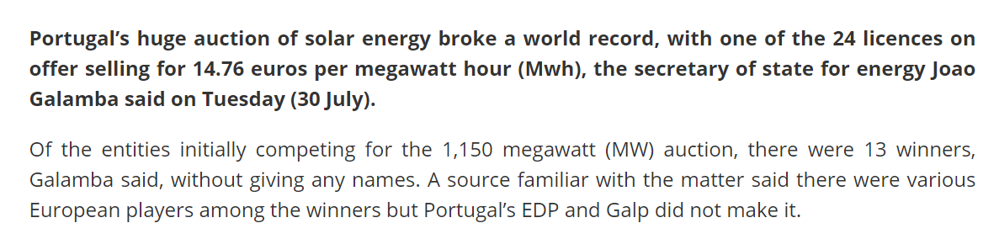 Portugal’s huge auction of solar energy broke a world record, with one of the 24 licences on
offer selling for 14.76 euros per megawatt hour (Mwh), the secretary of state for energy Joao
Galamba said on Tuesday (30 July).
Of the entities initially competing for the 1,150 megawatt (MW) auction, there were 13 winners,
Galamba said, without giving any names. A source familiar with the matter said there were various
European players among the winners but Portugal’s EDP and Galp did not make it.